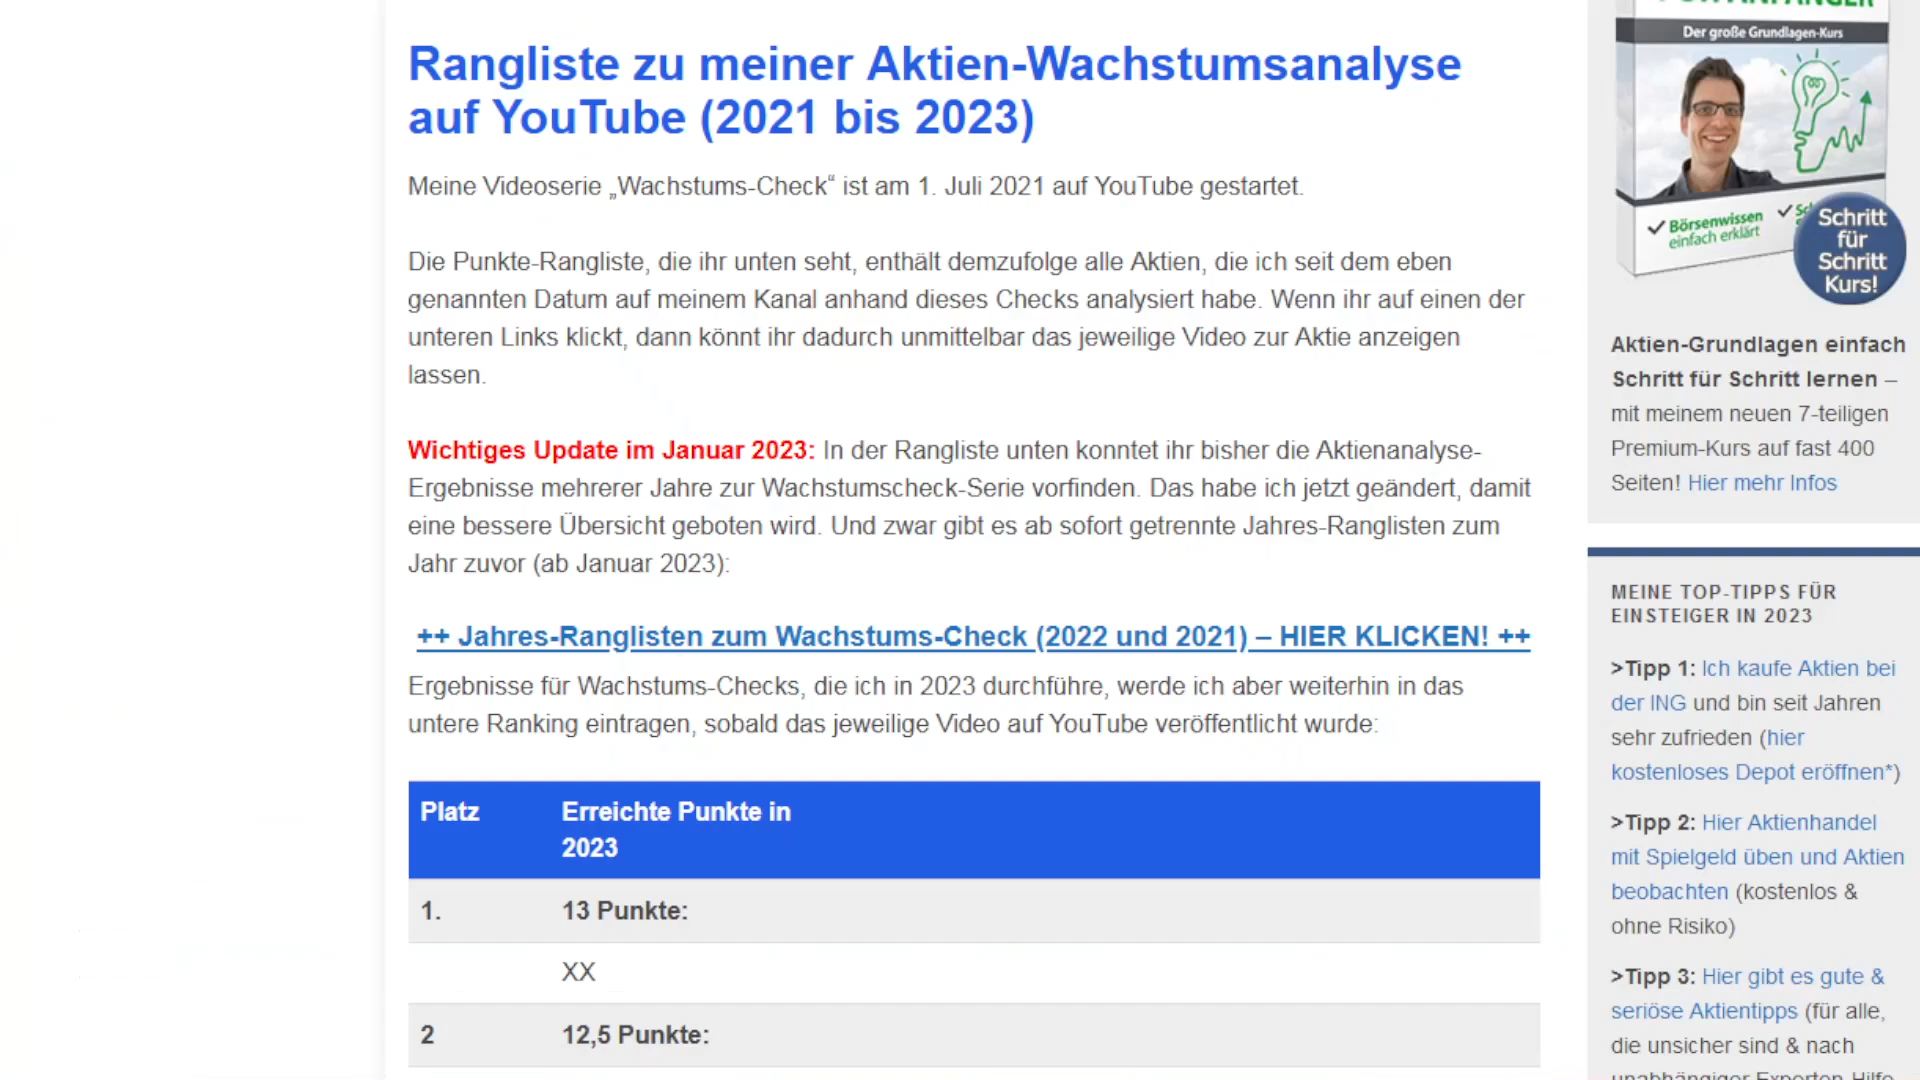 Rangliste zu meiner Aktien-Wachstumsanalyse
auf YouTube (2021 bis 2023)
Meine Videoserie „Wachstums-Check“ ist am 1. Juli 2021 auf YouTube gestartet.
Die Punkte-Rangliste, die ihr unten seht, enthält demzufolge alle Aktien, die ich seit dem eben
genannten Datum auf meinem Kanal anhand dieses Checks analysiert habe. Wenn ihr auf einen der
unteren Links klickt, dann könnt ihr dadurch unmittelbar das jeweilige Video zur Aktie anzeigen
lassen.
Wichtiges Update im Januar 2023: In der Rangliste unten konntet ihr bisher die Aktienanalyse-
Ergebnisse mehrerer Jahre zur Wachstumscheck-Serie vorfinden. Das habe ich jetzt geändert, damit
eine bessere Übersicht geboten wird. Und zwar gibt es ab sofort getrennte Jahres-Ranglisten zum
Jahr zuvor (ab Januar 2023):
++ Jahres-Ranglisten zum Wachstums-Check (2022 und 2021) – HIER KLICKEN! ++
Ergebnisse für Wachstums-Checks, die ich in 2023 durchführe, werde ich aber weiterhin in das
untere Ranking eintragen, sobald das jeweilige Video auf YouTube veröffentlicht wurde:
Platz
Erreichte Punkte in
2023
1.
13 Punkte:
XX
2
12,5 Punkte:
Der große Grundlagen-Kurs
Börsenwissen
einfach erklärt
Schritt
für
Schritt
Kurs!
Aktien-Grundlagen einfach
Schritt für Schritt lernen –
mit meinem neuen 7-teiligen
Premium-Kurs auf fast 400
Seiten! Hier mehr Infos
MEINE TOP-TIPPS FÜR
EINSTEIGER IN 2023
>Tipp 1: Ich kaufe Aktien bei
der ING und bin seit Jahren
sehr zufrieden (hier
kostenloses Depot eröffnen*)
>Tipp 2: Hier Aktienhandel
mit Spielgeld üben und Aktien
beobachten (kostenlos &
ohne Risiko)
>Tipp 3: Hier gibt es gute &
seriöse Aktientipps (für alle,
die unsicher sind & nach